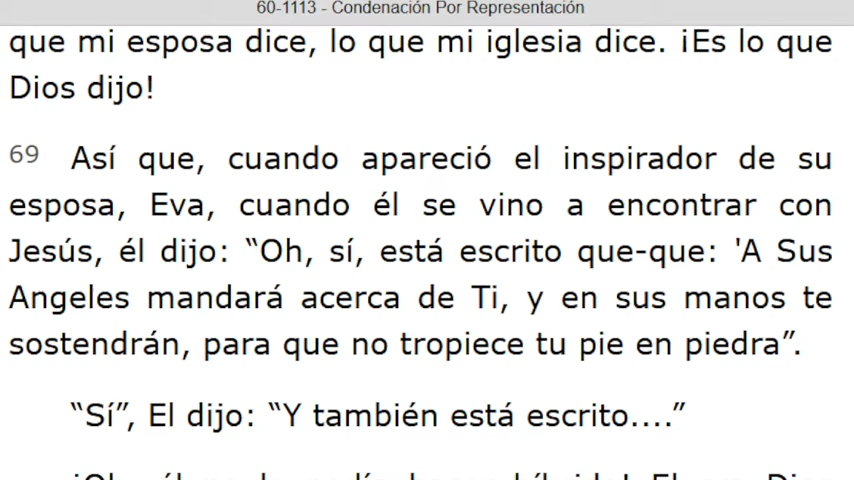 60-1113 - Condenación Por Representación
que mi esposa dice, lo que mi iglesia dice. ¡Es lo que
Dios dijo!
69 Así que, cuando apareció el inspirador de su
esposa, Eva, cuando él se vino a encontrar con
Jesús, él dijo: “Oh, sí, está escrito que-que: 'A Sus
Angeles mandará acerca de Ti, y en sus manos te
sostendrán, para que no tropiece tu pie en piedra”.
“Sí”, El dijo: “Y también está escrito....”